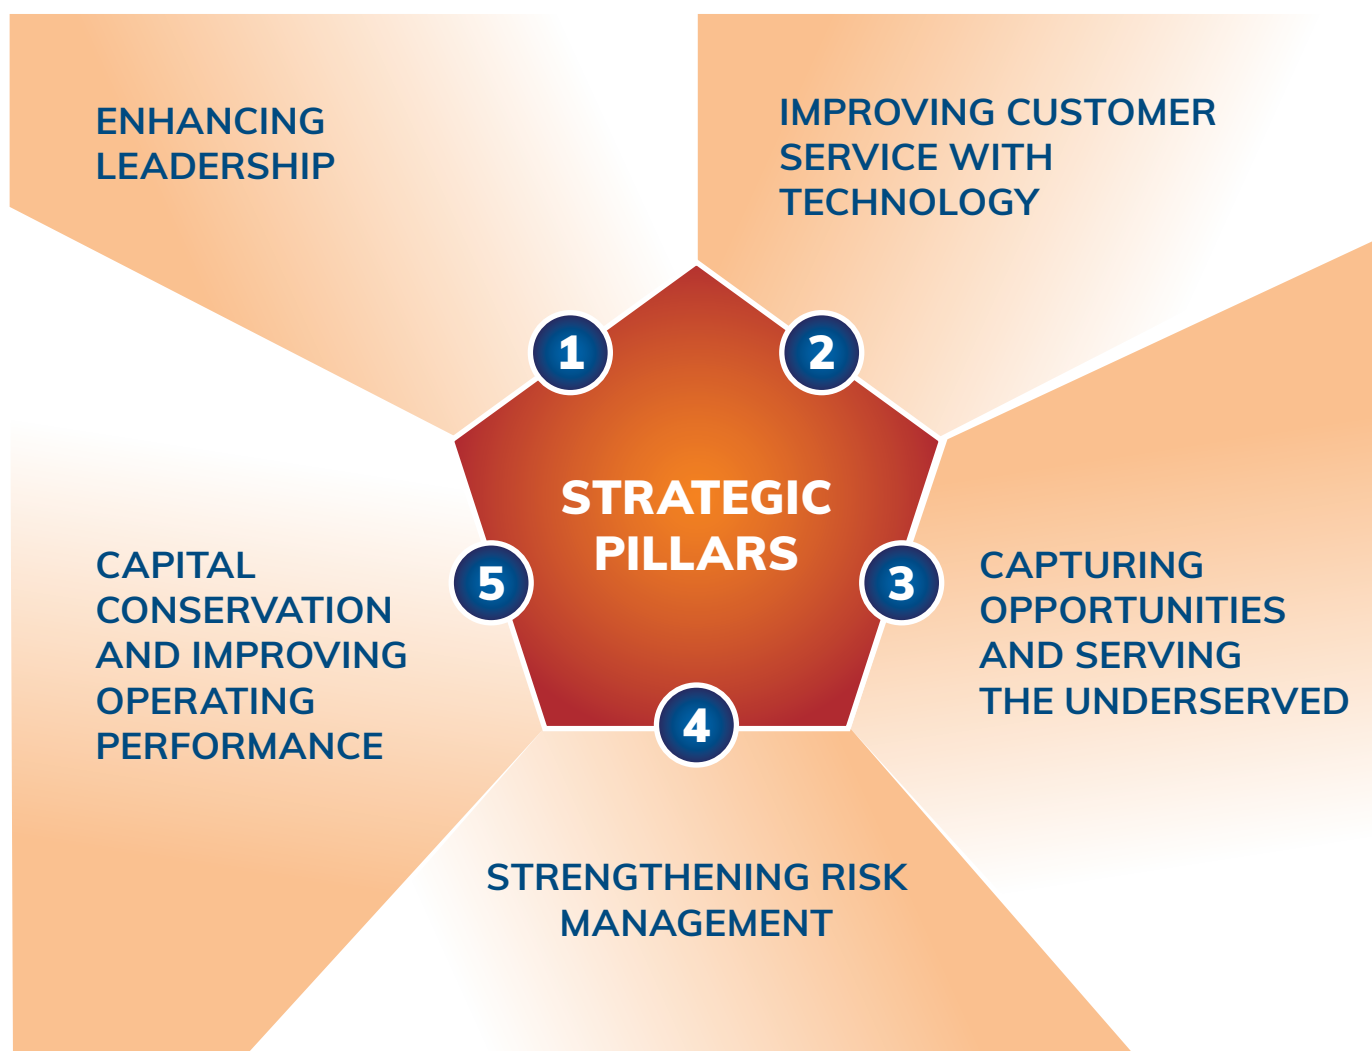 ENHANCING
LEADERSHIP
IMPROVING CUSTOMER
SERVICE WITH
TECHNOLOGY
1
2
STRATEGIC
PILLARS
5
3
CAPITAL
CONSERVATION
AND IMPROVING
OPERATING
PERFORMANCE
CAPTURING
OPPORTUNITIES
AND SERVING
THE UNDERSERVED
4
STRENGTHENING RISK
MANAGEMENT